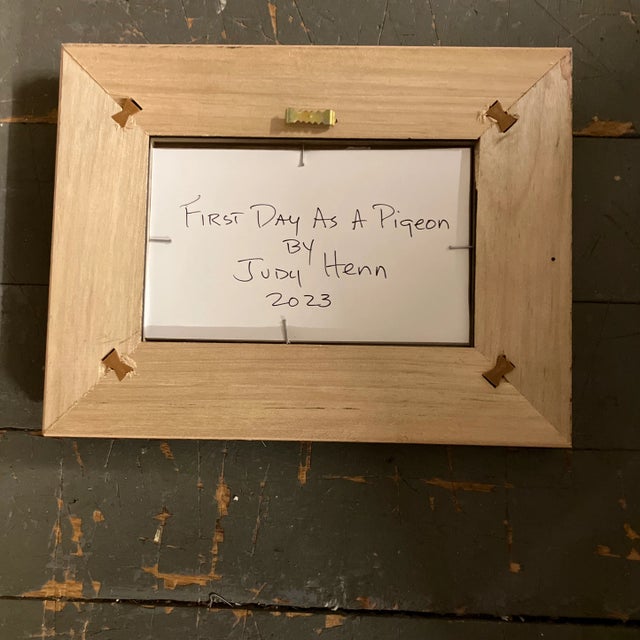 First Day As A Pigeon
By
Judy Henn
2023